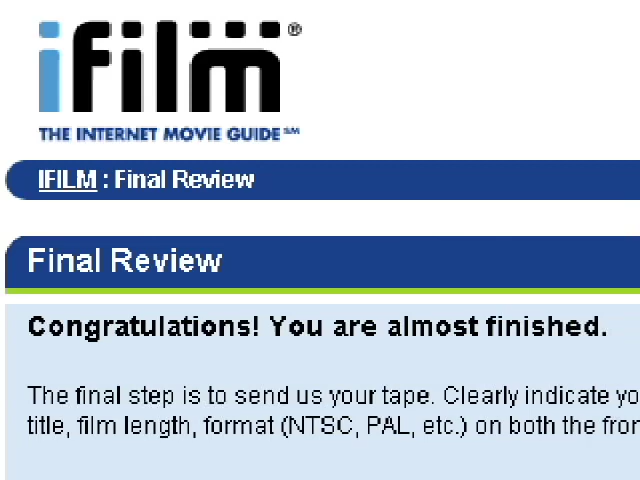 ifilm®
THE INTERNET MOVIE GUIDE℠
IFILM : Final Review
Final Review
Congratulations! You are almost finished.
The final step is to send us your tape. Clearly indicate yo
title, film length, format (NTSC, PAL, etc.) on both the fron